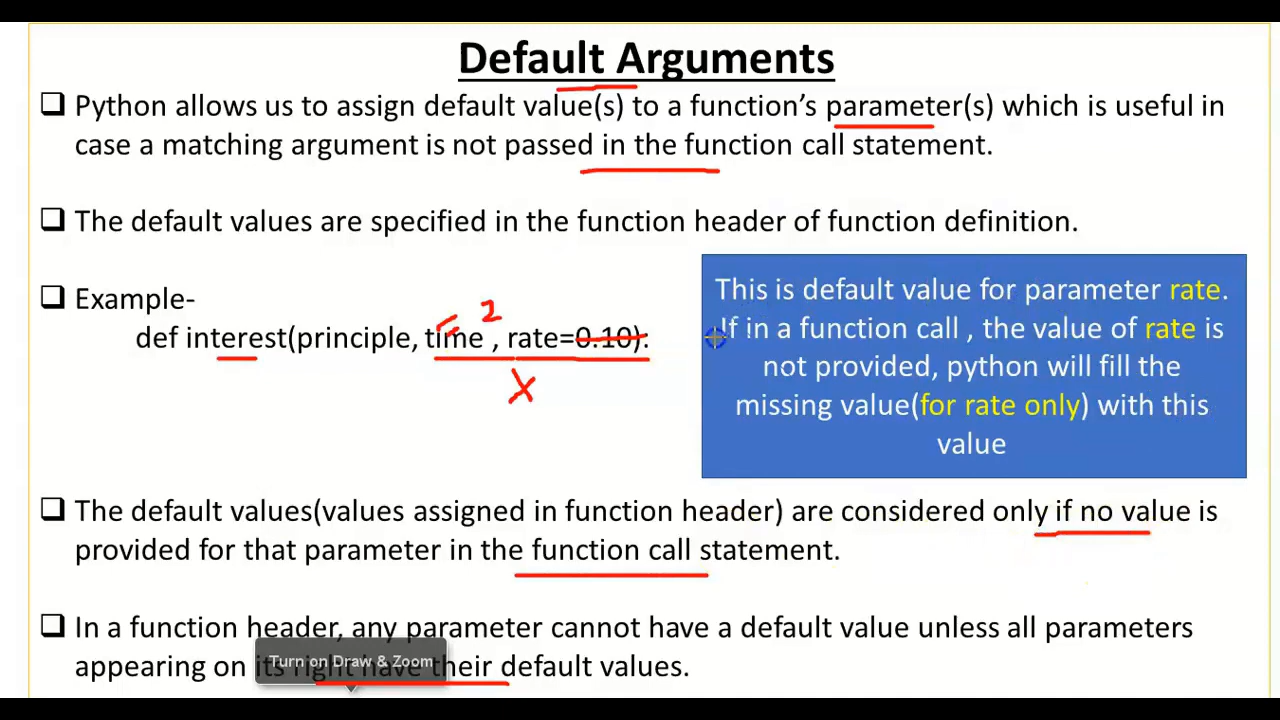 Default Arguments
❑ Python allows us to assign default value(s) to a function's parameter(s) which is useful in
case a matching argument is not passed in the function call statement.
❑ The default values are specified in the function header of function definition.
❑ Example-
= 2
def interest(principle, time , rate=0.10):
X
This is default value for parameter rate.
If in a function call , the value of rate is
not provided, python will fill the
missing value(for rate only) with this
value
❑ The default values(values assigned in function header) are considered only if no value is
provided for that parameter in the function call statement.
❑ In a function header, any parameter cannot have a default value unless all parameters
appearing on its right have their default values.
Turn on Draw & Zoom